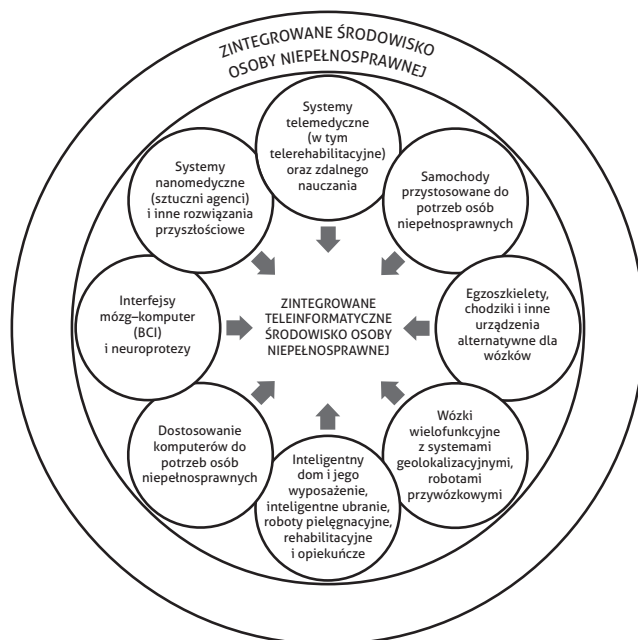 ZINTEGROWANE ŚRODOWISKO
OSOBY NIEPEŁNOSPRAWNEJ
Systemy
telemedyczne
(w tym
telerehabilitacyjne)
oraz zdalnego
nauczania
Samochody
przystosowane do
potrzeb osób
niepełnosprawnych
Egzoszkielety,
chodziki i inne
urządzenia
alternatywne dla
wózków
Wózki
wielofunkcyjne
z systemami
geolokalizacyjnymi,
robotami
przywózkowymi
Inteligentny
dom i jego
wyposażenie,
inteligentne ubranie,
roboty pielęgnacyjne,
rehabilitacyjne
i opiekuńcze
Dostosowanie
komputerów do
potrzeb osób
niepełnosprawnych
Interfejsy
mózg–komputer
(BCI)
i neuroprotezy
Systemy
nanomedyczne
(sztuczni agenci)
i inne rozwiązania
przyszłościowe
ZINTEGROWANE
TELEINFORMATYCZNE
ŚRODOWISKO OSOBY
NIEPEŁNOSPRAWNEJ